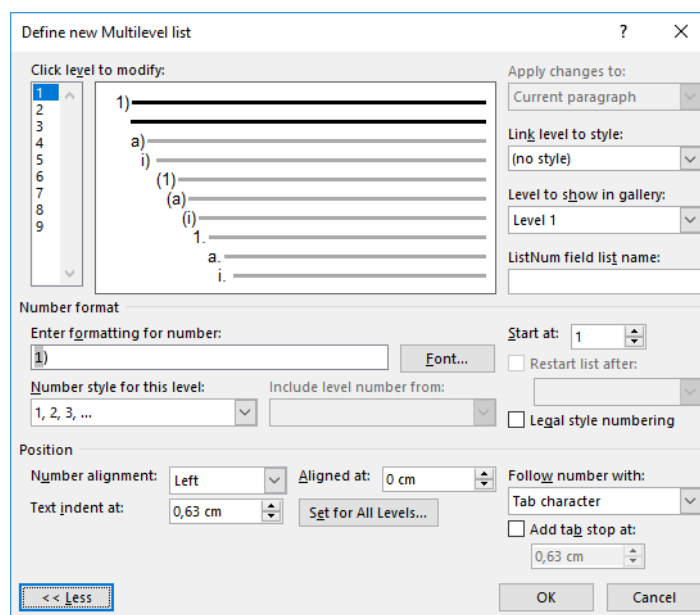 Define new Multilevel list
Click level to modify:
1
2
3
4
5
6
7
8
9
1)
a)
i)
(1)
(a)
(i)
1.
a.
i.
Apply changes to:
Current paragraph
Link level to style:
(no style)
Level to show in gallery:
Level 1
ListNum field list name:
Number format
Enter formatting for number:
1)
Font...
Start at: 1
Restart list after:
Number style for this level:
1, 2, 3, ...
Include level number from:
Legal style numbering
Position
Number alignment: Left
Aligned at: 0 cm
Text indent at: 0,63 cm
Set for All Levels...
Follow number with:
Tab character
Add tab stop at:
0,63 cm
<< Less
OK
Cancel